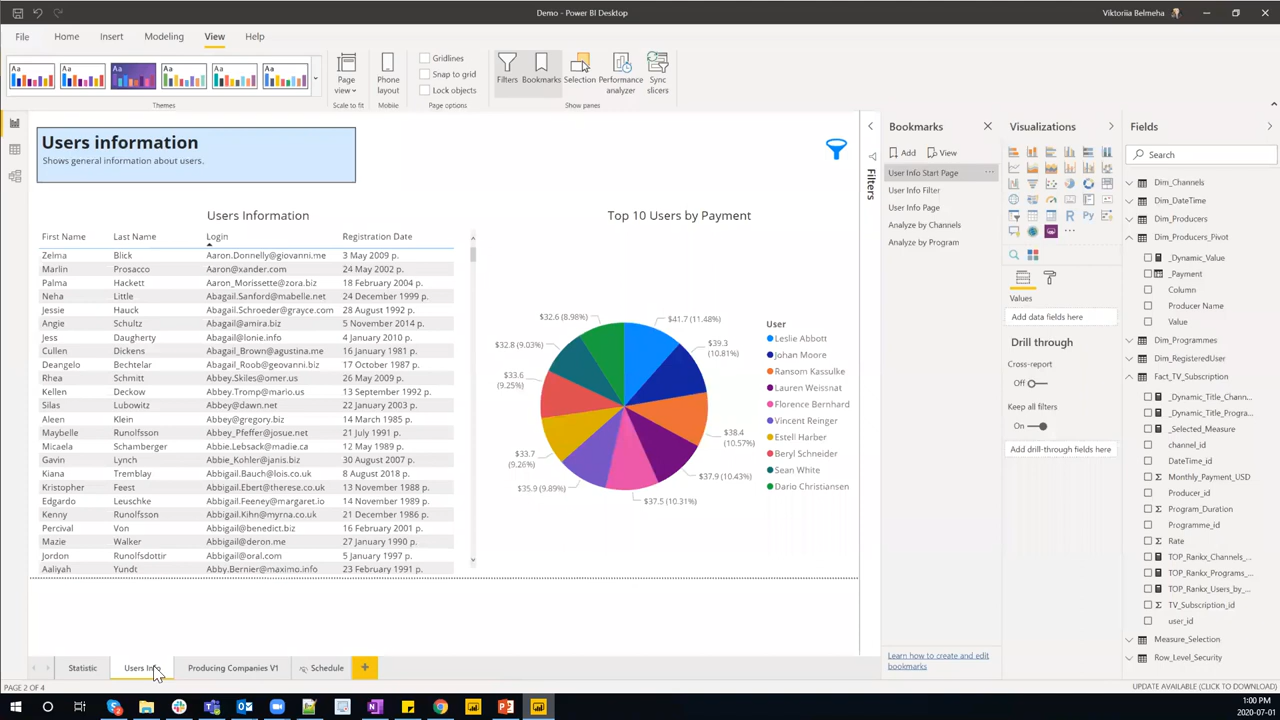 Demo - Power BI Desktop
Viktoriia Belmeha
File Home Insert Modeling View Help
Aa Aa Aa Aa Aa Aa
Page view
Phone layout
Gridlines
Snap to grid
Lock objects
Filters
Bookmarks
Selection
Performance analyzer
Sync slicers
Themes
Scale to fit
Mobile
Page options
Show panes
Users information
Shows general information about users.
Users Information
First Name Last Name Login Registration Date
Zelma Blick Aaron.Donnelly@giovanni.me 3 May 2009 р.
Marlin Prosacco Aaron@xander.com 24 May 2002 р.
Palma Hackett Aaron_Morissette@zora.biz 18 February 2004 р.
Neha Little Abagail.Sanford@mabelle.net 24 December 1999 р.
Jessie Hauck Abagail.Schroeder@grayce.com 28 August 1992 р.
Angie Schultz Abagail@amira.biz 5 November 2014 р.
Jess Daugherty Abagail@lonie.info 4 January 2010 р.
Cullen Dickens Abagail_Brown@agustina.me 16 January 1981 р.
Deangelo Bechtelar Abagail_Roob@geovanni.biz 17 October 1987 р.
Rhea Schmitt Abbey.Skiles@omer.us 26 May 2009 р.
Kellen Deckow Abbey.Tromp@mario.us 13 September 1992 р.
Silas Lubowitz Abbey@dawn.net 22 January 2003 р.
Aleen Klein Abbey@gregory.biz 14 March 1985 р.
Maybelle Runolfsson Abbey_Pfeffer@josue.net 21 July 1991 р.
Micaela Schamberger Abbie.Lebsack@madie.ca 12 May 1989 р.
Gavin Lynch Abbie_Kohler@janis.biz 30 August 2007 р.
Kiana Tremblay Abbigail.Bauch@lois.co.uk 8 August 2018 р.
Kristopher Feest Abbigail.Ebert@therese.co.uk 13 November 1988 р.
Edgardo Leuschke Abbigail.Feeney@margaret.io 14 November 1989 р.
Kenny Runolfsson Abbigail.Kihn@myrna.co.uk 21 December 1986 р.
Percival Von Abbigail@benedict.biz 16 February 2001 р.
Mazie Walker Abbigail@deron.me 27 January 1990 р.
Jordon Runolfsdottir Abbigail@oral.com 5 January 1997 р.
Aaliyah Yundt Abby.Bernier@maximo.info 23 February 1991 р.
Top 10 Users by Payment
$41.7 (11.48%)
$39.3 (10.81%)
$38.4 (10.57%)
$37.9 (10.43%)
$37.5 (10.31%)
$35.9 (9.89%)
$33.7 (9.26%)
$33.6 (9.25%)
$32.8 (9.03%)
$32.6 (8.98%)
User
Leslie Abbott
Johan Moore
Ransom Kassulke
Lauren Weissnat
Florence Bernhard
Vincent Reinger
Estell Harber
Beryl Schneider
Sean White
Dario Christiansen
Filters
Bookmarks
Add View
User Info Start Page
User Info Filter
User Info Page
Analyze by Channels
Analyze by Program
Learn how to create and edit
bookmarks
Visualizations
R Py
Values
Add data fields here
Drill through
Cross-report
Off
Keep all filters
On
Add drill-through fields here
Fields
Search
Dim_Channels
Dim_DateTime
Dim_Producers
Dim_Producers_Pivot
_Dynamic_Value
_Payment
Column
Producer Name
Value
Dim_Programmes
Dim_RegisteredUser
Fact_TV_Subscription
_Dynamic_Title_Chann...
_Dynamic_Title_Progra...
_Selected_Measure
channel_id
DateTime_id
Monthly_Payment_USD
Producer_id
Program_Duration
Programme_id
Rate
TOP_Rankx_Channels_...
TOP_Rankx_Programs_...
TOP_Rankx_Users_by_...
TV_Subscription_id
user_id
Measure_Selection
Row_Level_Security
Statistic Users Info Producing Companies V1 Schedule +
PAGE 2 OF 4
UPDATE AVAILABLE (CLICK TO DOWNLOAD)
1:00 PM
2020-07-01